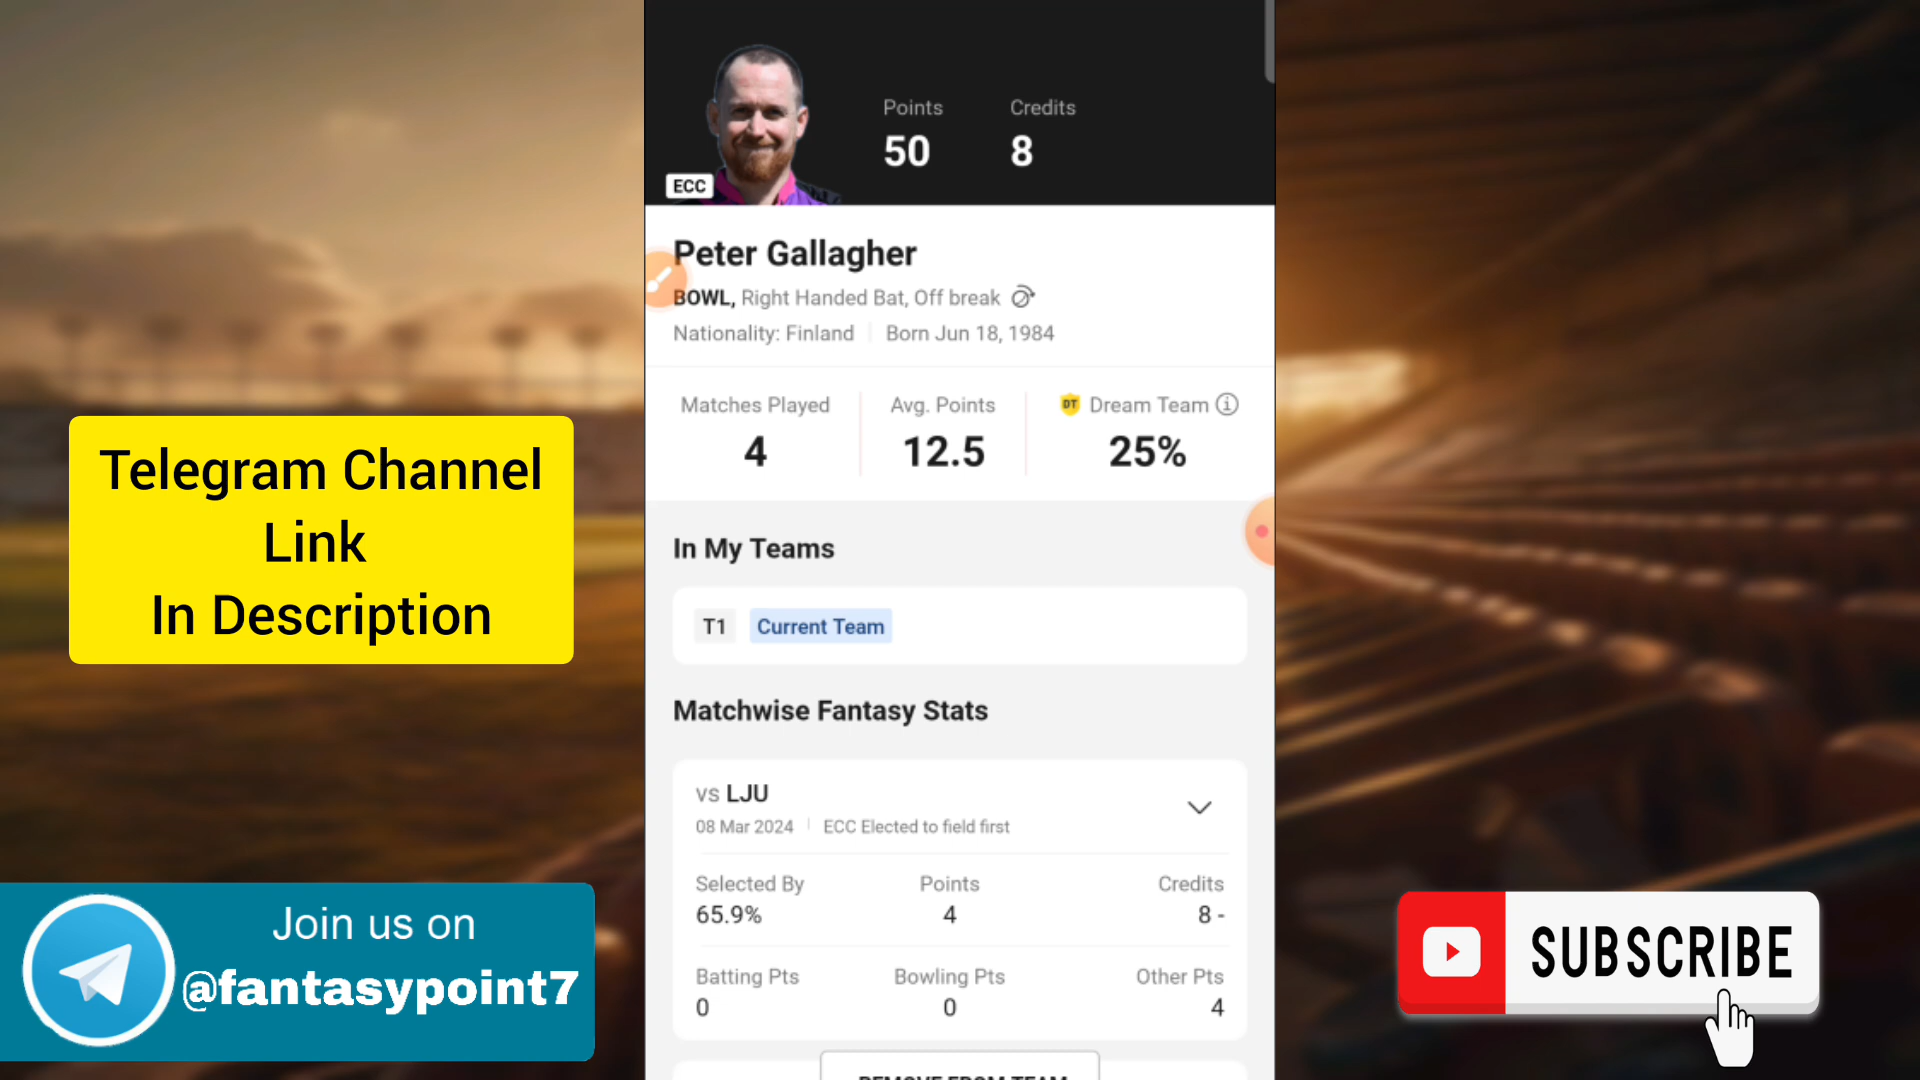 Points
Credits
50
8
ECC
Peter Gallagher
BOWL, Right Handed Bat, Off break
Nationality: Finland
Born Jun 18, 1984
Matches Played
Avg. Points
DT Dream Team
4
12.5
25%
In My Teams
T1 Current Team
Matchwise Fantasy Stats
vs LJU
08 Mar 2024
ECC Elected to field first
Selected By
Points
Credits
65.9%
4
8 -
Batting Pts
Bowling Pts
Other Pts
0
0
4
REMOVE FROM TEAM
Telegram Channel
Link
In Description
Join us on
@fantasypoint7
SUBSCRIBE